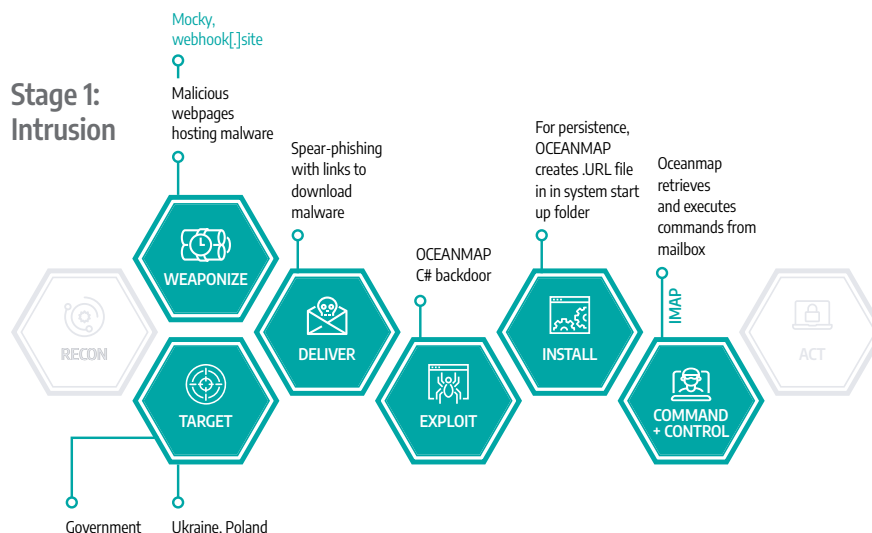 Mocky,
webhook[.]site
Stage 1:
Intrusion
Malicious
webpages
hosting malware
Spear-phishing
with links to
download
malware
For persistence,
OCEANMAP
creates .URL file
in in system start
up folder
Oceanmap
retrieves
and executes
commands from
mailbox
OCEANMAP
C# backdoor
IMAP
WEAPONIZE
RECON
DELIVER
INSTALL
ACT
TARGET
EXPLOIT
COMMAND
+ CONTROL
Government
Ukraine, Poland